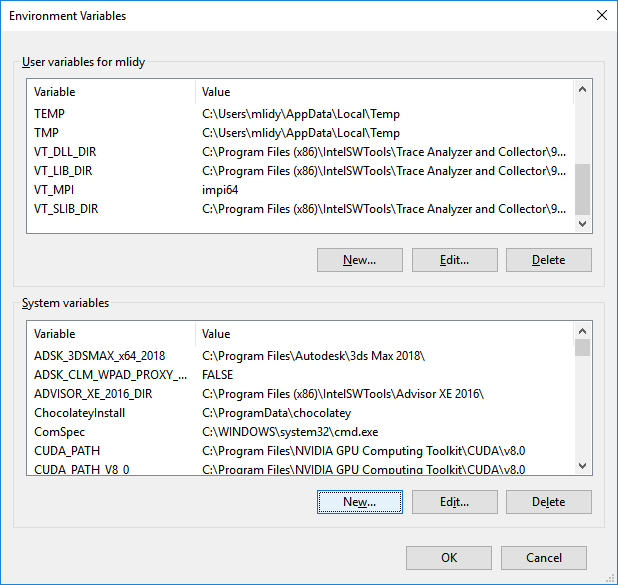 Environment Variables
User variables for mlidy
Variable Value
TEMP C:\Users\mlidy\AppData\Local\Temp
TMP C:\Users\mlidy\AppData\Local\Temp
VT_DLL_DIR C:\Program Files (x86)\IntelSWTools\Trace Analyzer and Collector\9...
VT_LIB_DIR C:\Program Files (x86)\IntelSWTools\Trace Analyzer and Collector\9...
VT_MPI impi64
VT_SLIB_DIR C:\Program Files (x86)\IntelSWTools\Trace Analyzer and Collector\9...
New... Edit... Delete
System variables
Variable Value
ADSK_3DSMAX_x64_2018 C:\Program Files\Autodesk\3ds Max 2018\
ADSK_CLM_WPAD_PROXY_... FALSE
ADVISOR_XE_2016_DIR C:\Program Files (x86)\IntelSWTools\Advisor XE 2016\
ChocolateyInstall C:\ProgramData\chocolatey
ComSpec C:\WINDOWS\system32\cmd.exe
CUDA_PATH C:\Program Files\NVIDIA GPU Computing Toolkit\CUDA\v8.0
CUDA_PATH_V8_0 C:\Program Files\NVIDIA GPU Computing Toolkit\CUDA\v8.0
New... Edit... Delete
OK Cancel